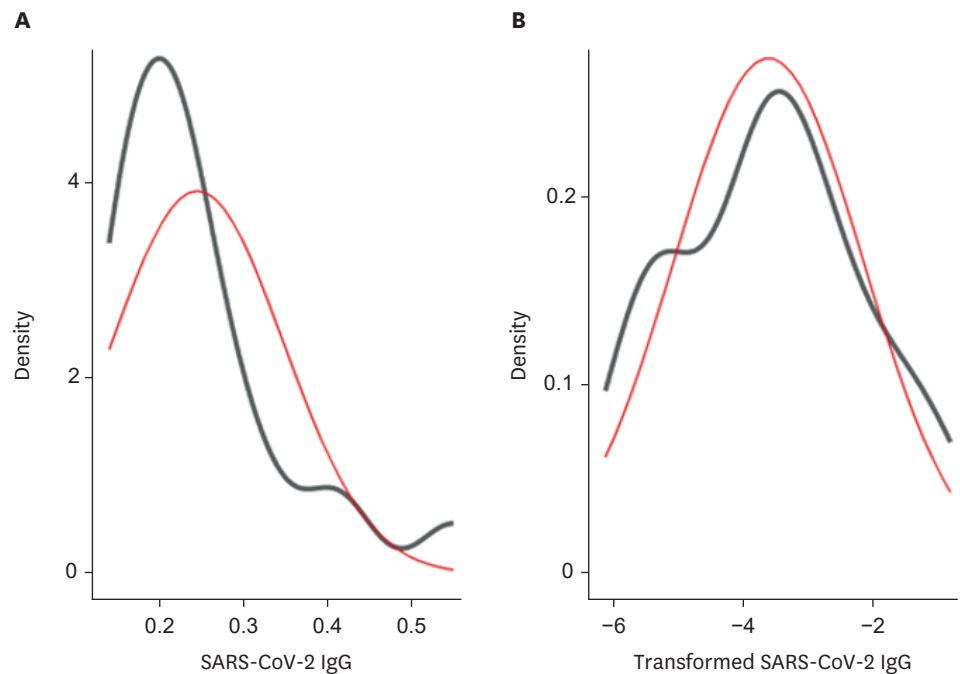 A
Density
4
2
0
0.2
0.3
0.4
0.5
SARS-CoV-2 IgG
B
Density
0.2
0.1
0
−6
−4
−2
Transformed SARS-CoV-2 IgG